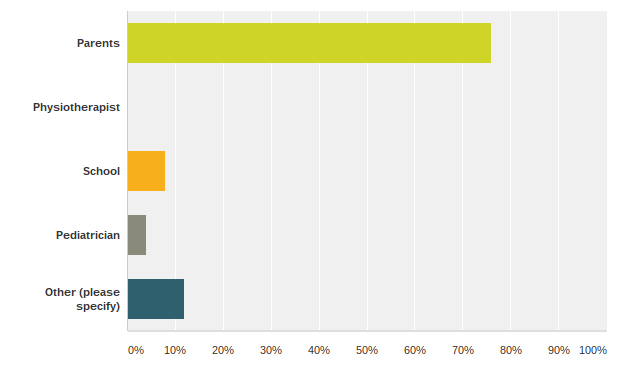 Parents
Physiotherapist
School
Pediatrician
Other (please
specify)
0% 10% 20% 30% 40% 50% 60% 70% 80% 90% 100%